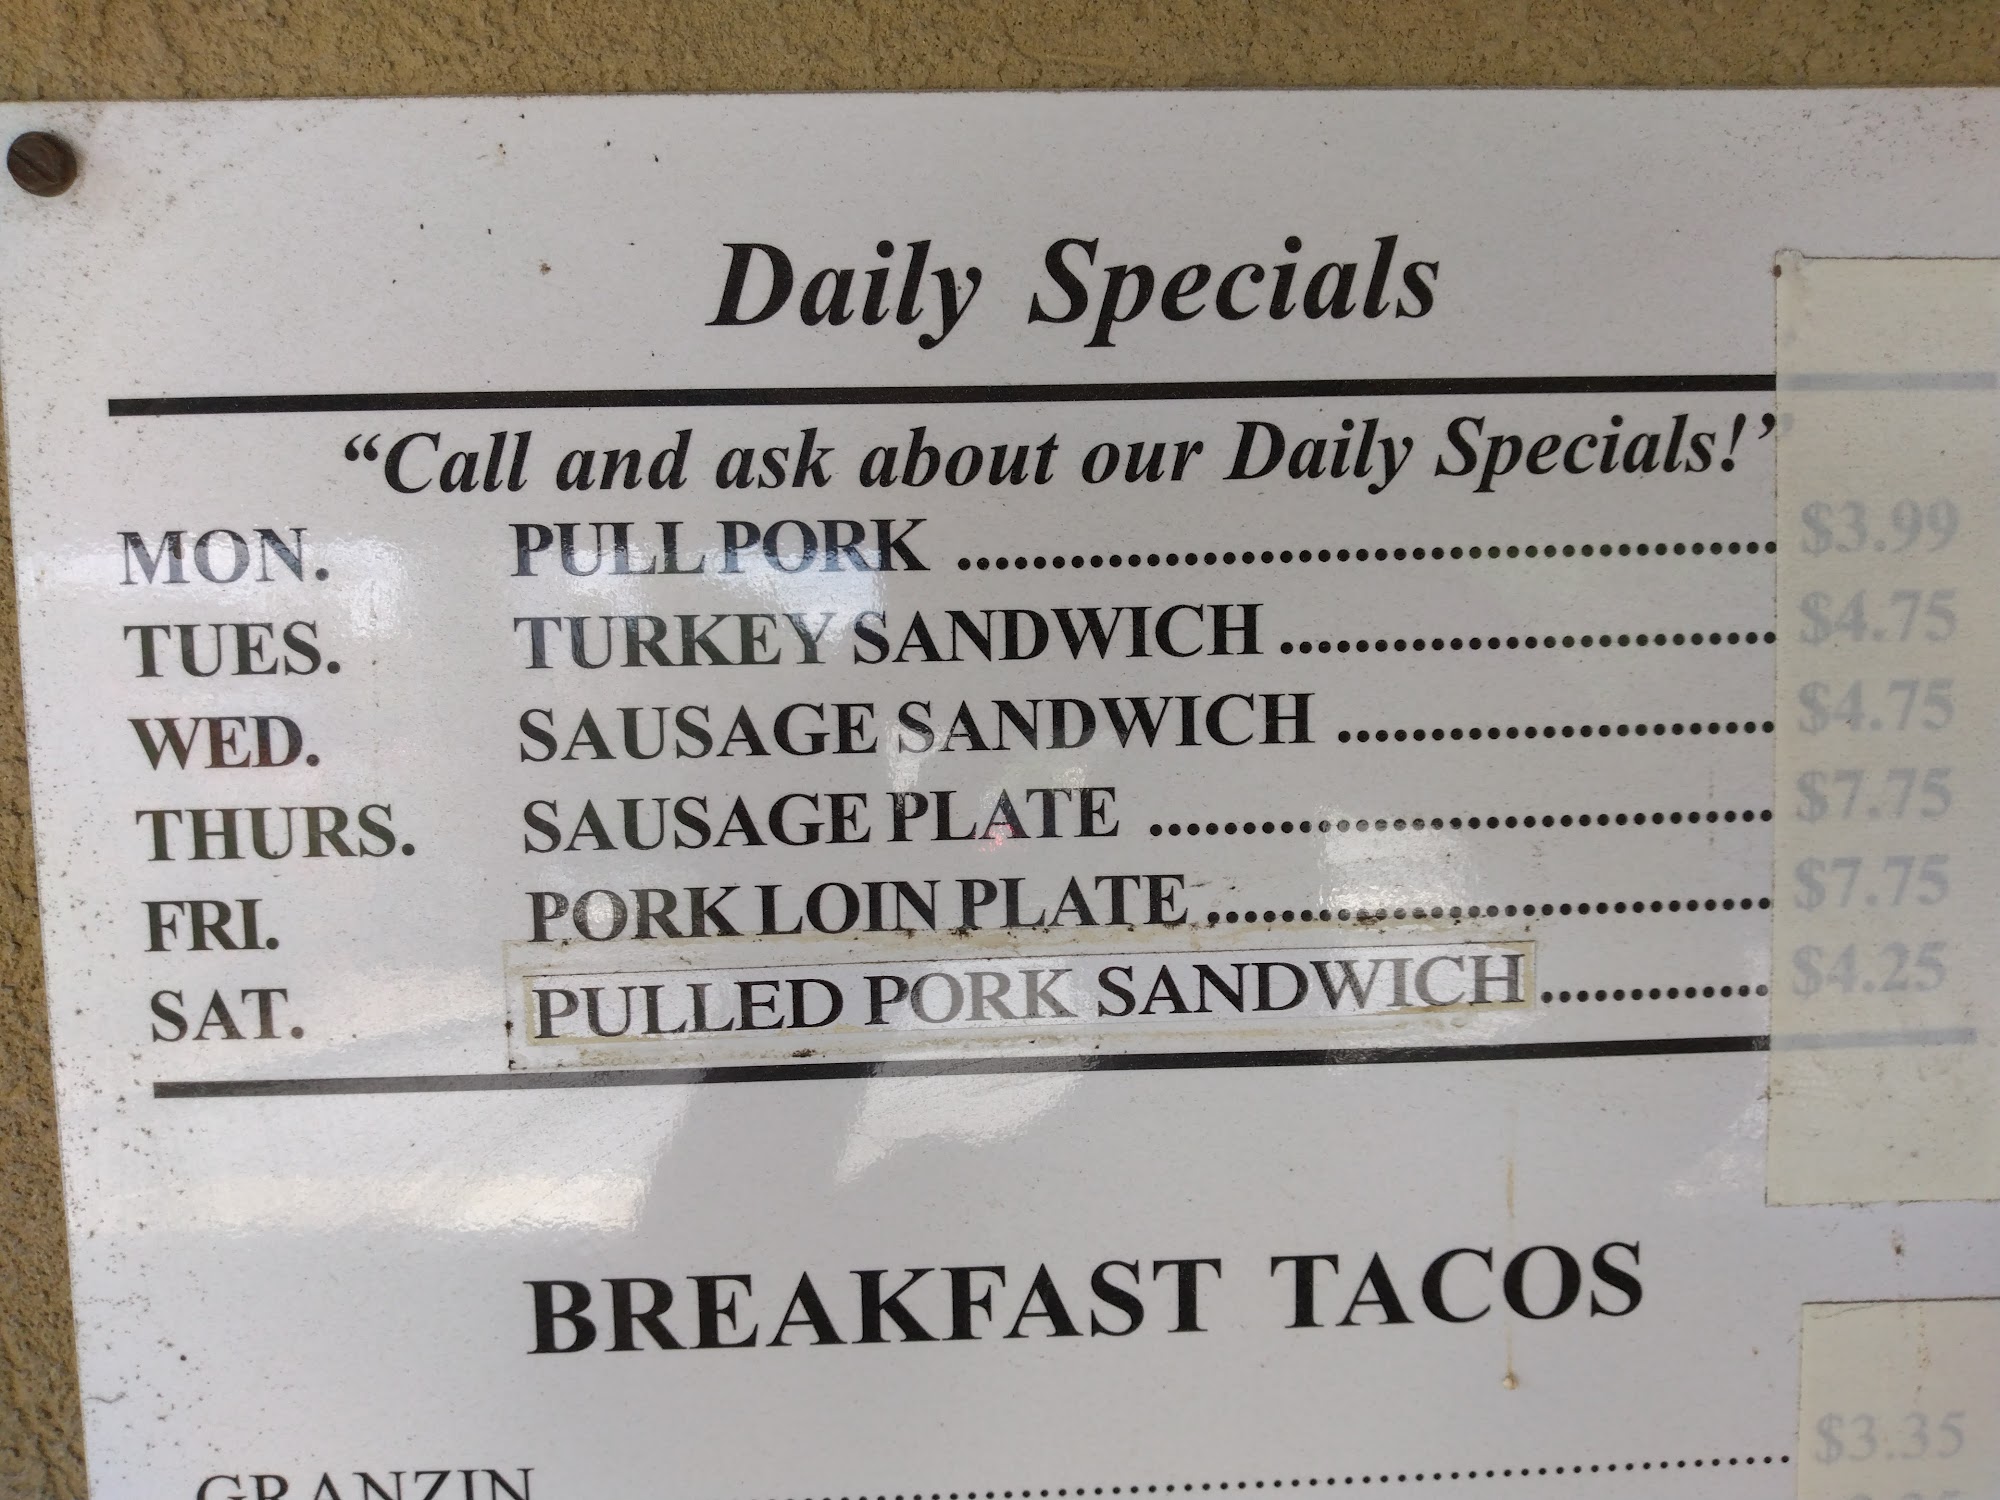 Daily Specials
“Call and ask about our Daily Specials!”
MON. PULL PORK ........................................... $3.99
TUES. TURKEY SANDWICH .......................... $4.75
WED. SAUSAGE SANDWICH ....................... $4.75
THURS. SAUSAGE PLATE ................................. $7.75
FRI. PORK LOIN PLATE .............................. $7.75
SAT. PULLED PORK SANDWICH ............. $4.25
BREAKFAST TACOS
GRANZIN ........................................................ $3.35